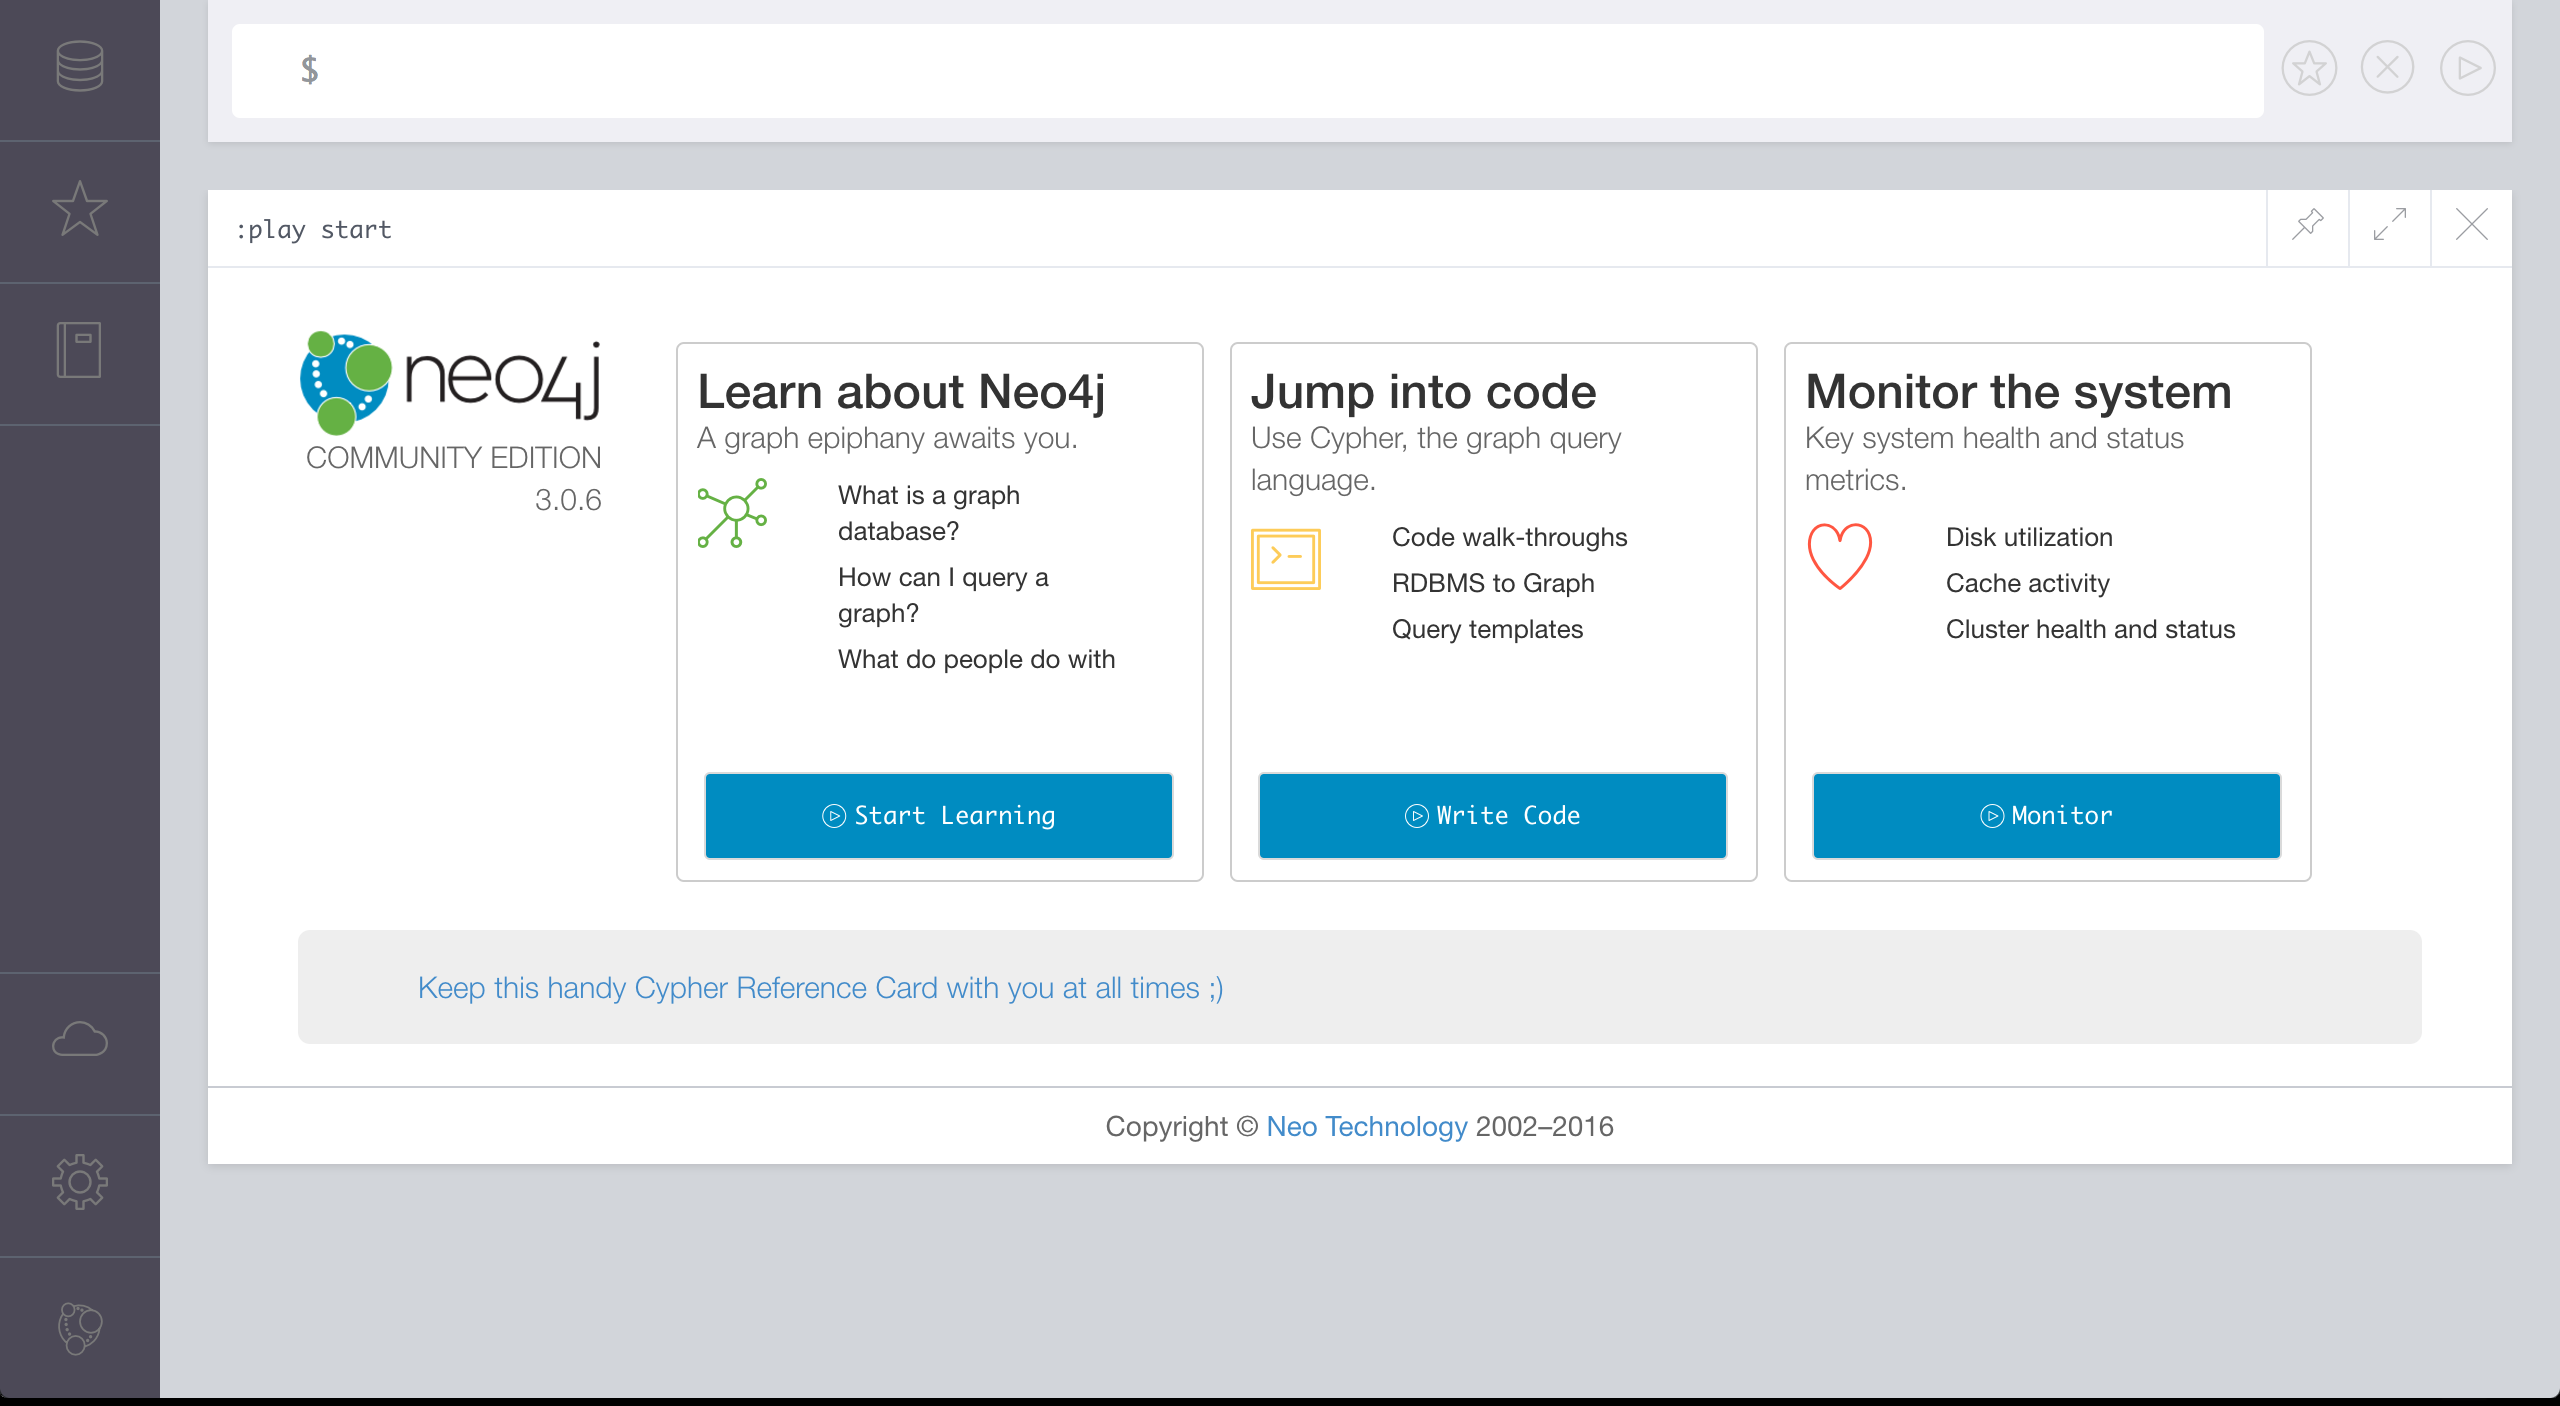 $
:play start
neo4j
COMMUNITY EDITION
3.0.6
Learn about Neo4j
A graph epiphany awaits you.
What is a graph
database?
How can I query a
graph?
What do people do with
Start Learning
Jump into code
Use Cypher, the graph query
language.
>–
Code walk-throughs
RDBMS to Graph
Query templates
Write Code
Monitor the system
Key system health and status
metrics.
Disk utilization
Cache activity
Cluster health and status
Monitor
Keep this handy Cypher Reference Card with you at all times ;)
Copyright © Neo Technology 2002–2016